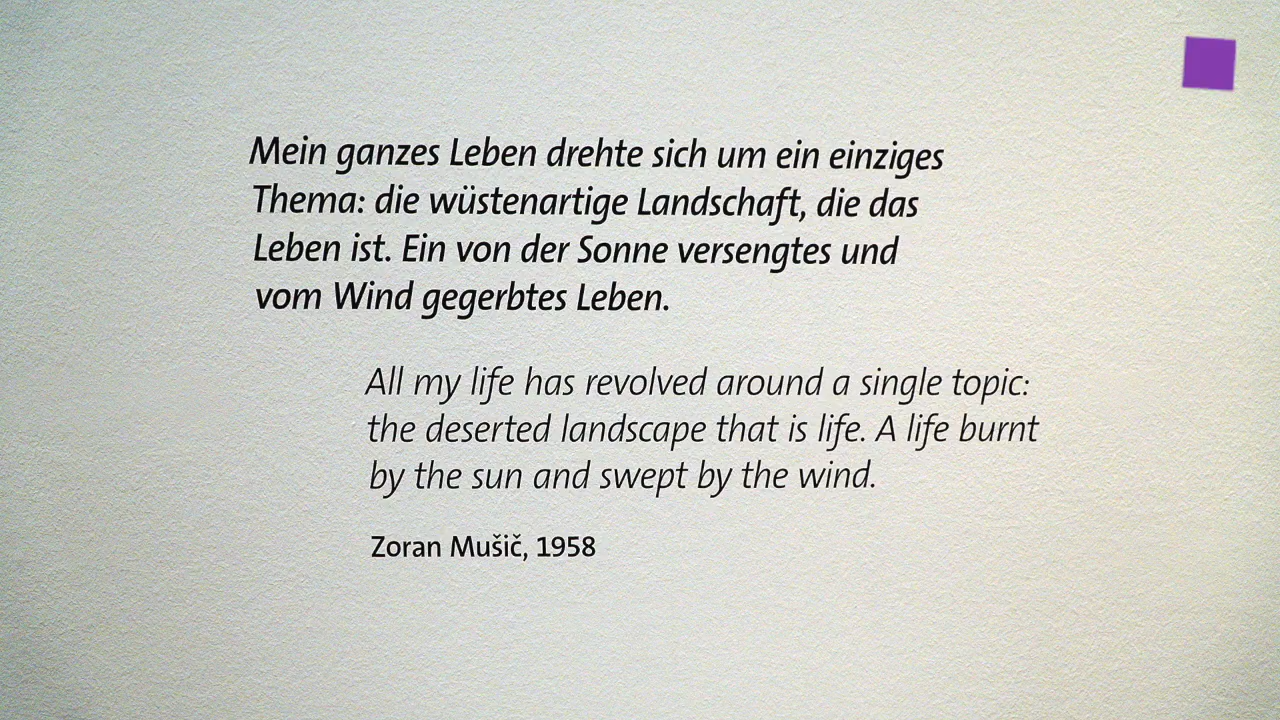 Mein ganzes Leben drehte sich um ein einziges
Thema: die wüstenartige Landschaft, die das
Leben ist. Ein von der Sonne versengtes und
vom Wind gegerbtes Leben.
All my life has revolved around a single topic:
the deserted landscape that is life. A life burnt
by the sun and swept by the wind.
Zoran Mušič, 1958